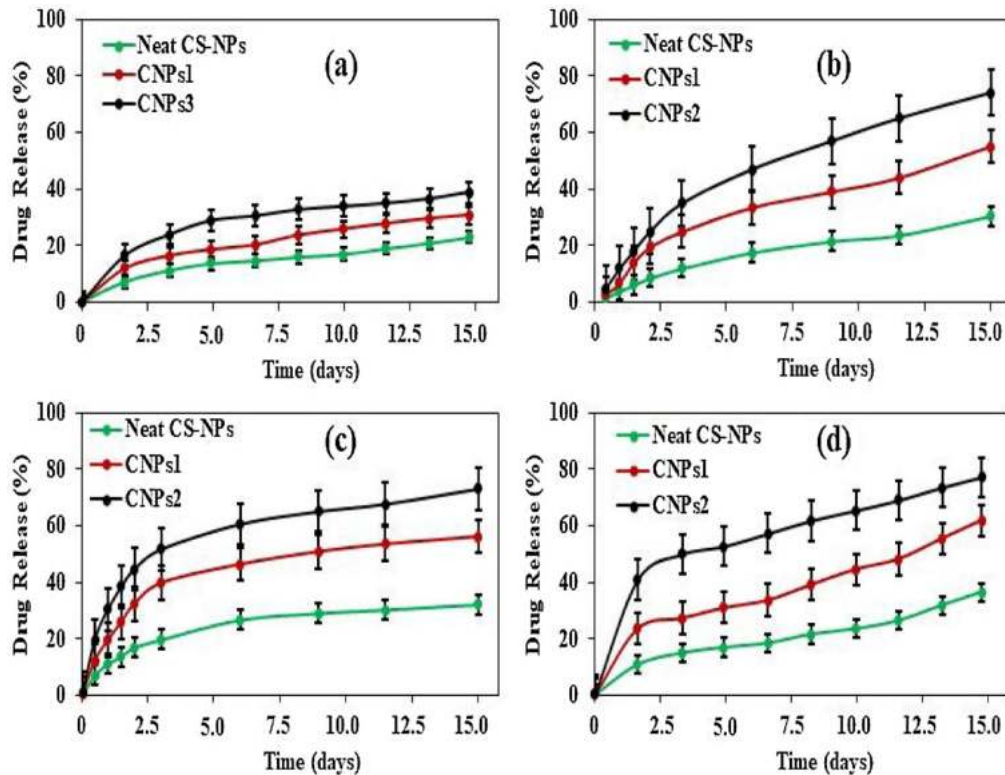 100
80
60
40
20
0
Drug Release (%)
Neat CS-NPs
CNPs1
CNPs3
(a)
0.0 2.5 5.0 7.5 10.0 12.5 15.0
Time (days)
100
80
60
40
20
0
Drug Release (%)
Neat CS-NPs
CNPs1
CNPs2
(b)
0.0 2.5 5.0 7.5 10.0 12.5 15.0
Time (days)
100
80
60
40
20
0
Drug Release (%)
Neat CS-NPs
CNPs1
CNPs2
(c)
0.0 2.5 5.0 7.5 10.0 12.5 15.0
Time (days)
100
80
60
40
20
0
Drug Release (%)
Neat CS-NPs
CNPs1
CNPs2
(d)
0.0 2.5 5.0 7.5 10.0 12.5 15.0
Time (days)